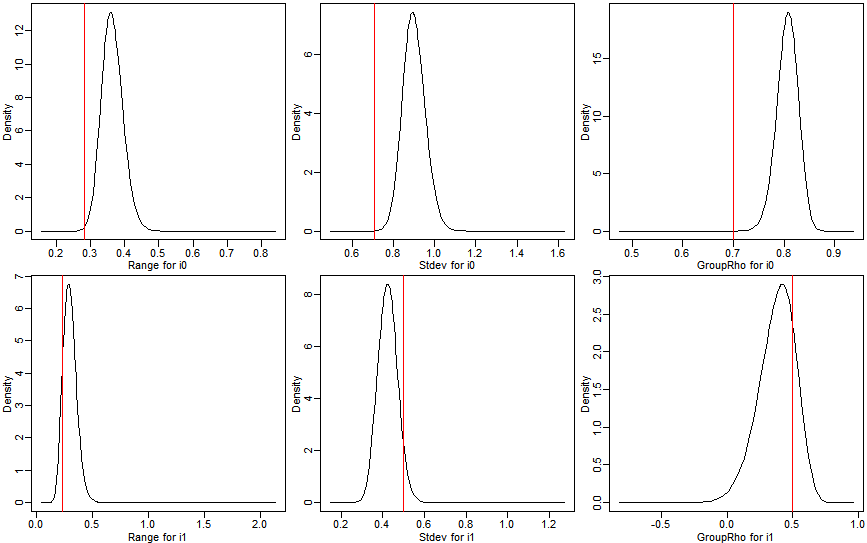 Density
0
2
4
6
8
10
12
0.2 0.3 0.4 0.5 0.6 0.7 0.8
Range for i0
Density
0
2
4
6
0.6 0.8 1.0 1.2 1.4 1.6
Stdev for i0
Density
0
5
10
15
0.5 0.6 0.7 0.8 0.9
GroupRho for i0
Density
0
1
2
3
4
5
6
7
0.0 0.5 1.0 1.5 2.0
Range for i1
Density
0
2
4
6
8
0.2 0.4 0.6 0.8 1.0 1.2
Stdev for i1
Density
0.0
0.5
1.0
1.5
2.0
2.5
3.0
-0.5 0.0 0.5 1.0
GroupRho for i1